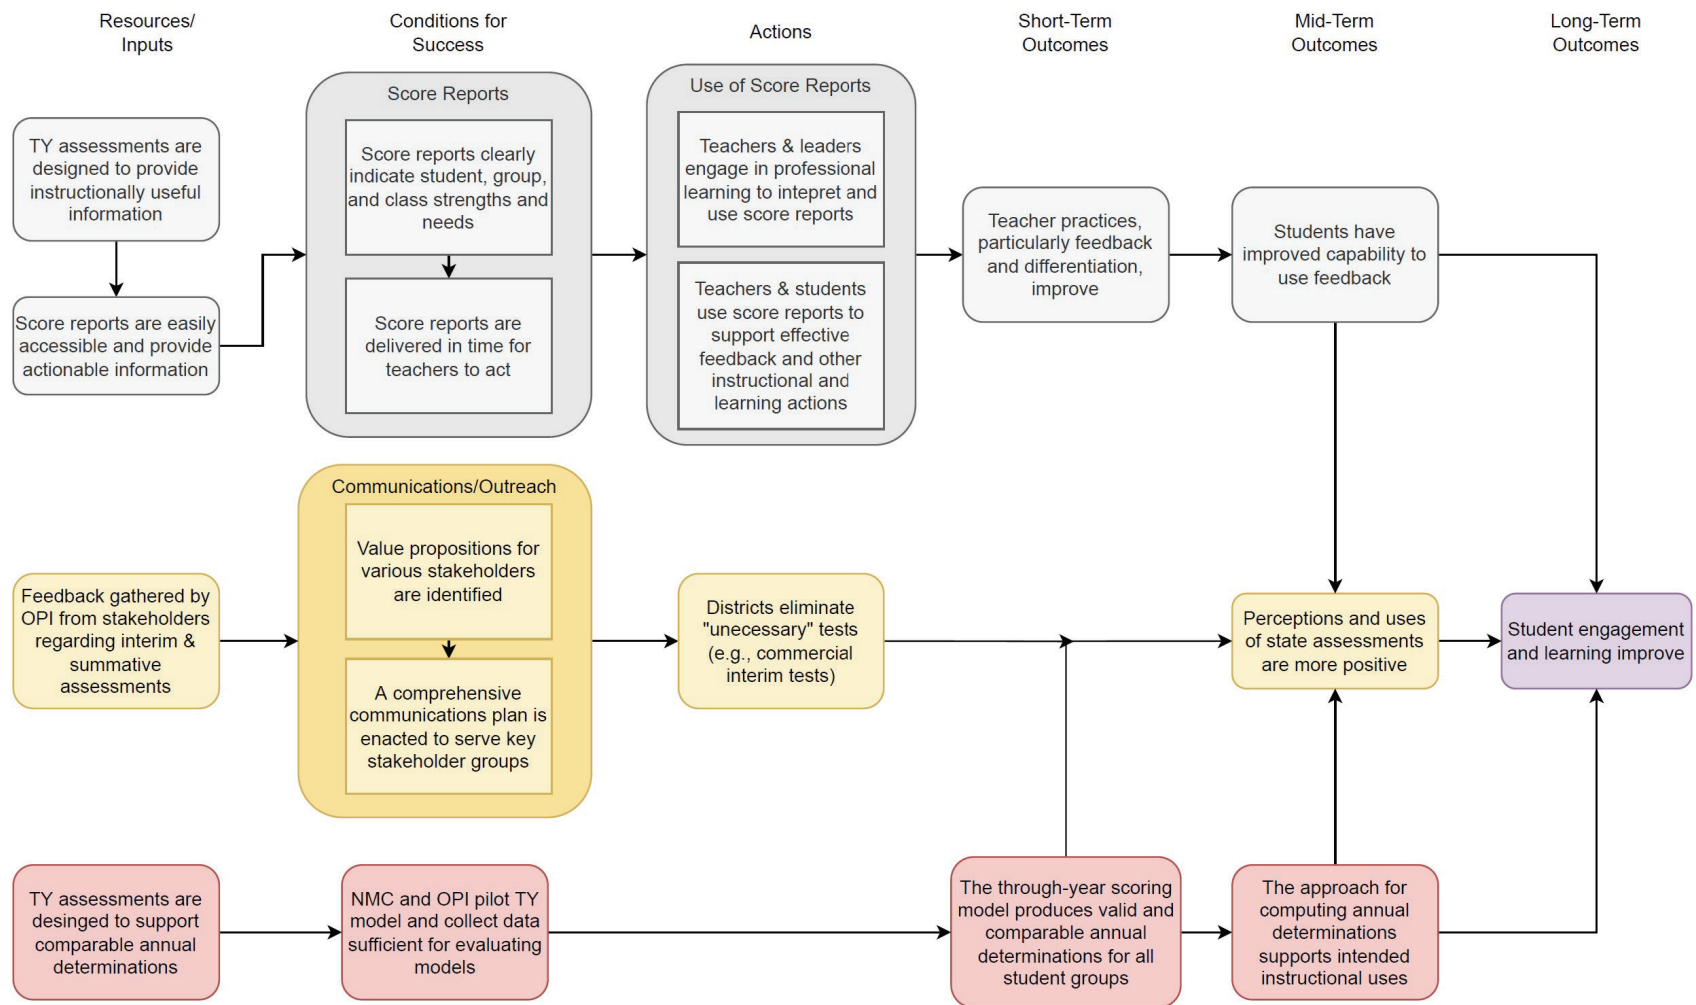 Resources/
Inputs
Conditions for
Success
Actions
Short-Term
Outcomes
Mid-Term
Outcomes
Long-Term
Outcomes
TY assessments are
designed to provide
instructionally useful
information
Score reports are easily
accessible and provide
actionable information
Score Reports
Score reports clearly
indicate student, group,
and class strengths and
needs
Score reports are
delivered in time for
teachers to act
Use of Score Reports
Teachers & leaders
engage in professional
learning to intepret and
use score reports
Teachers & students
use score reports to
support effective
feedback and other
instructional and
learning actions
Teacher practices,
particularly feedback
and differentiation,
improve
Students have
improved capability to
use feedback
Feedback gathered by
OPI from stakeholders
regarding interim &
summative
assessments
Communications/Outreach
Value propositions for
various stakeholders
are identified
A comprehensive
communications plan is
enacted to serve key
stakeholder groups
Districts eliminate
"unecessary" tests
(e.g., commercial
interim tests)
Perceptions and uses
of state assessments
are more positive
Student engagement
and learning improve
TY assessments are
desinged to support
comparable annual
determinations
NMC and OPI pilot TY
model and collect data
sufficient for evaluating
models
The through-year scoring
model produces valid and
comparable annual
determinations for all
student groups
The approach for
computing annual
determinations
supports intended
instructional uses